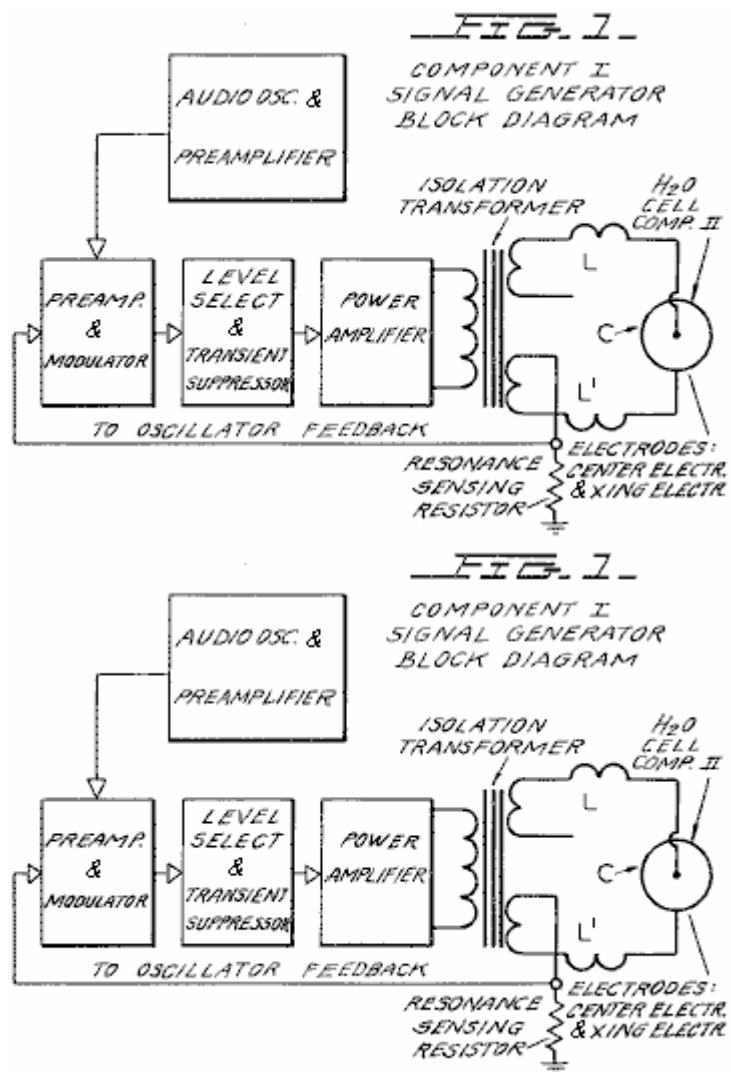 FIG. 1
COMPONENT I
SIGNAL GENERATOR
BLOCK DIAGRAM
AUDIO OSC. &
PREAMPLIFIER
ISOLATION
TRANSFORMER
H2O
CELL
COMP. II
PREAMP.
&
MODULATOR
LEVEL
SELECT
&
TRANSIENT
SUPPRESSOR
POWER
AMPLIFIER
L
C
L'
TO OSCILLATOR FEEDBACK
RESONANCE
SENSING
RESISTOR
ELECTRODES:
CENTER ELECTR.
& XING ELECTR.
FIG. 1
COMPONENT I
SIGNAL GENERATOR
BLOCK DIAGRAM
AUDIO OSC. &
PREAMPLIFIER
ISOLATION
TRANSFORMER
H2O
CELL
COMP. II
PREAMP.
&
MODULATOR
LEVEL
SELECT
&
TRANSIENT
SUPPRESSOR
POWER
AMPLIFIER
L
C
L'
TO OSCILLATOR FEEDBACK
RESONANCE
SENSING
RESISTOR
ELECTRODES:
CENTER ELECTR.
& XING ELECTR.